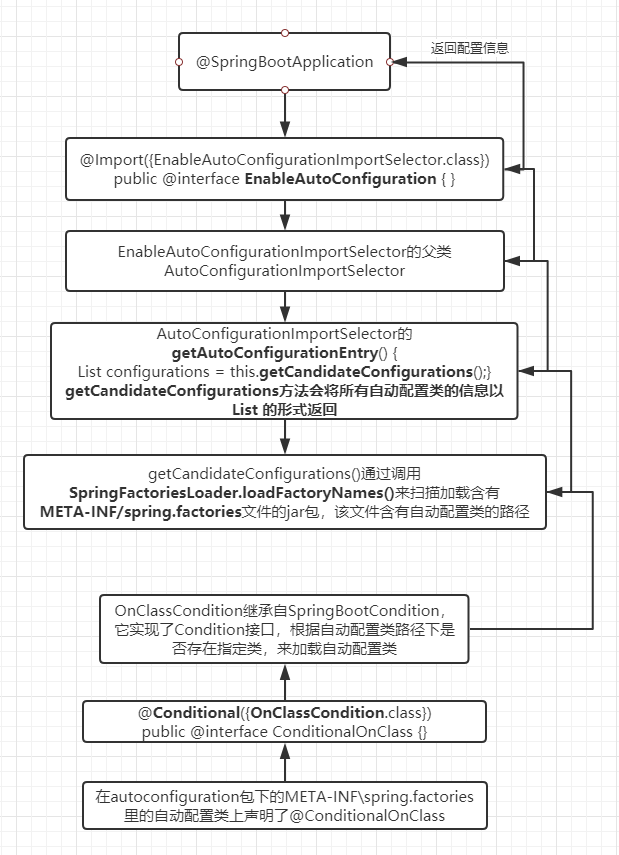 返回配置信息
@SpringBootApplication
@Import({EnableAutoConfigurationImportSelector.class})
public @interface EnableAutoConfiguration { }
EnableAutoConfigurationImportSelector的父类
AutoConfigurationImportSelector
AutoConfigurationImportSelector的
getAutoConfigurationEntry() {
List configurations = this.getCandidateConfigurations();}
getCandidateConfigurations方法会将所有自动配置类的信息以
List 的形式返回
getCandidateConfigurations()通过调用
SpringFactoriesLoader.loadFactoryNames()来扫描加载含有
META-INF/spring.factories文件的jar包，该文件含有自动配置类的路径
OnClassCondition继承自SpringBootCondition，
它实现了Condition接口，根据自动配置类路径下是
否存在指定类，来加载自动配置类
@Conditional({OnClassCondition.class})
public @interface ConditionalOnClass {}
在autoconfiguration包下的META-INF\spring.factories
里的自动配置类上声明了@ConditionalOnClass